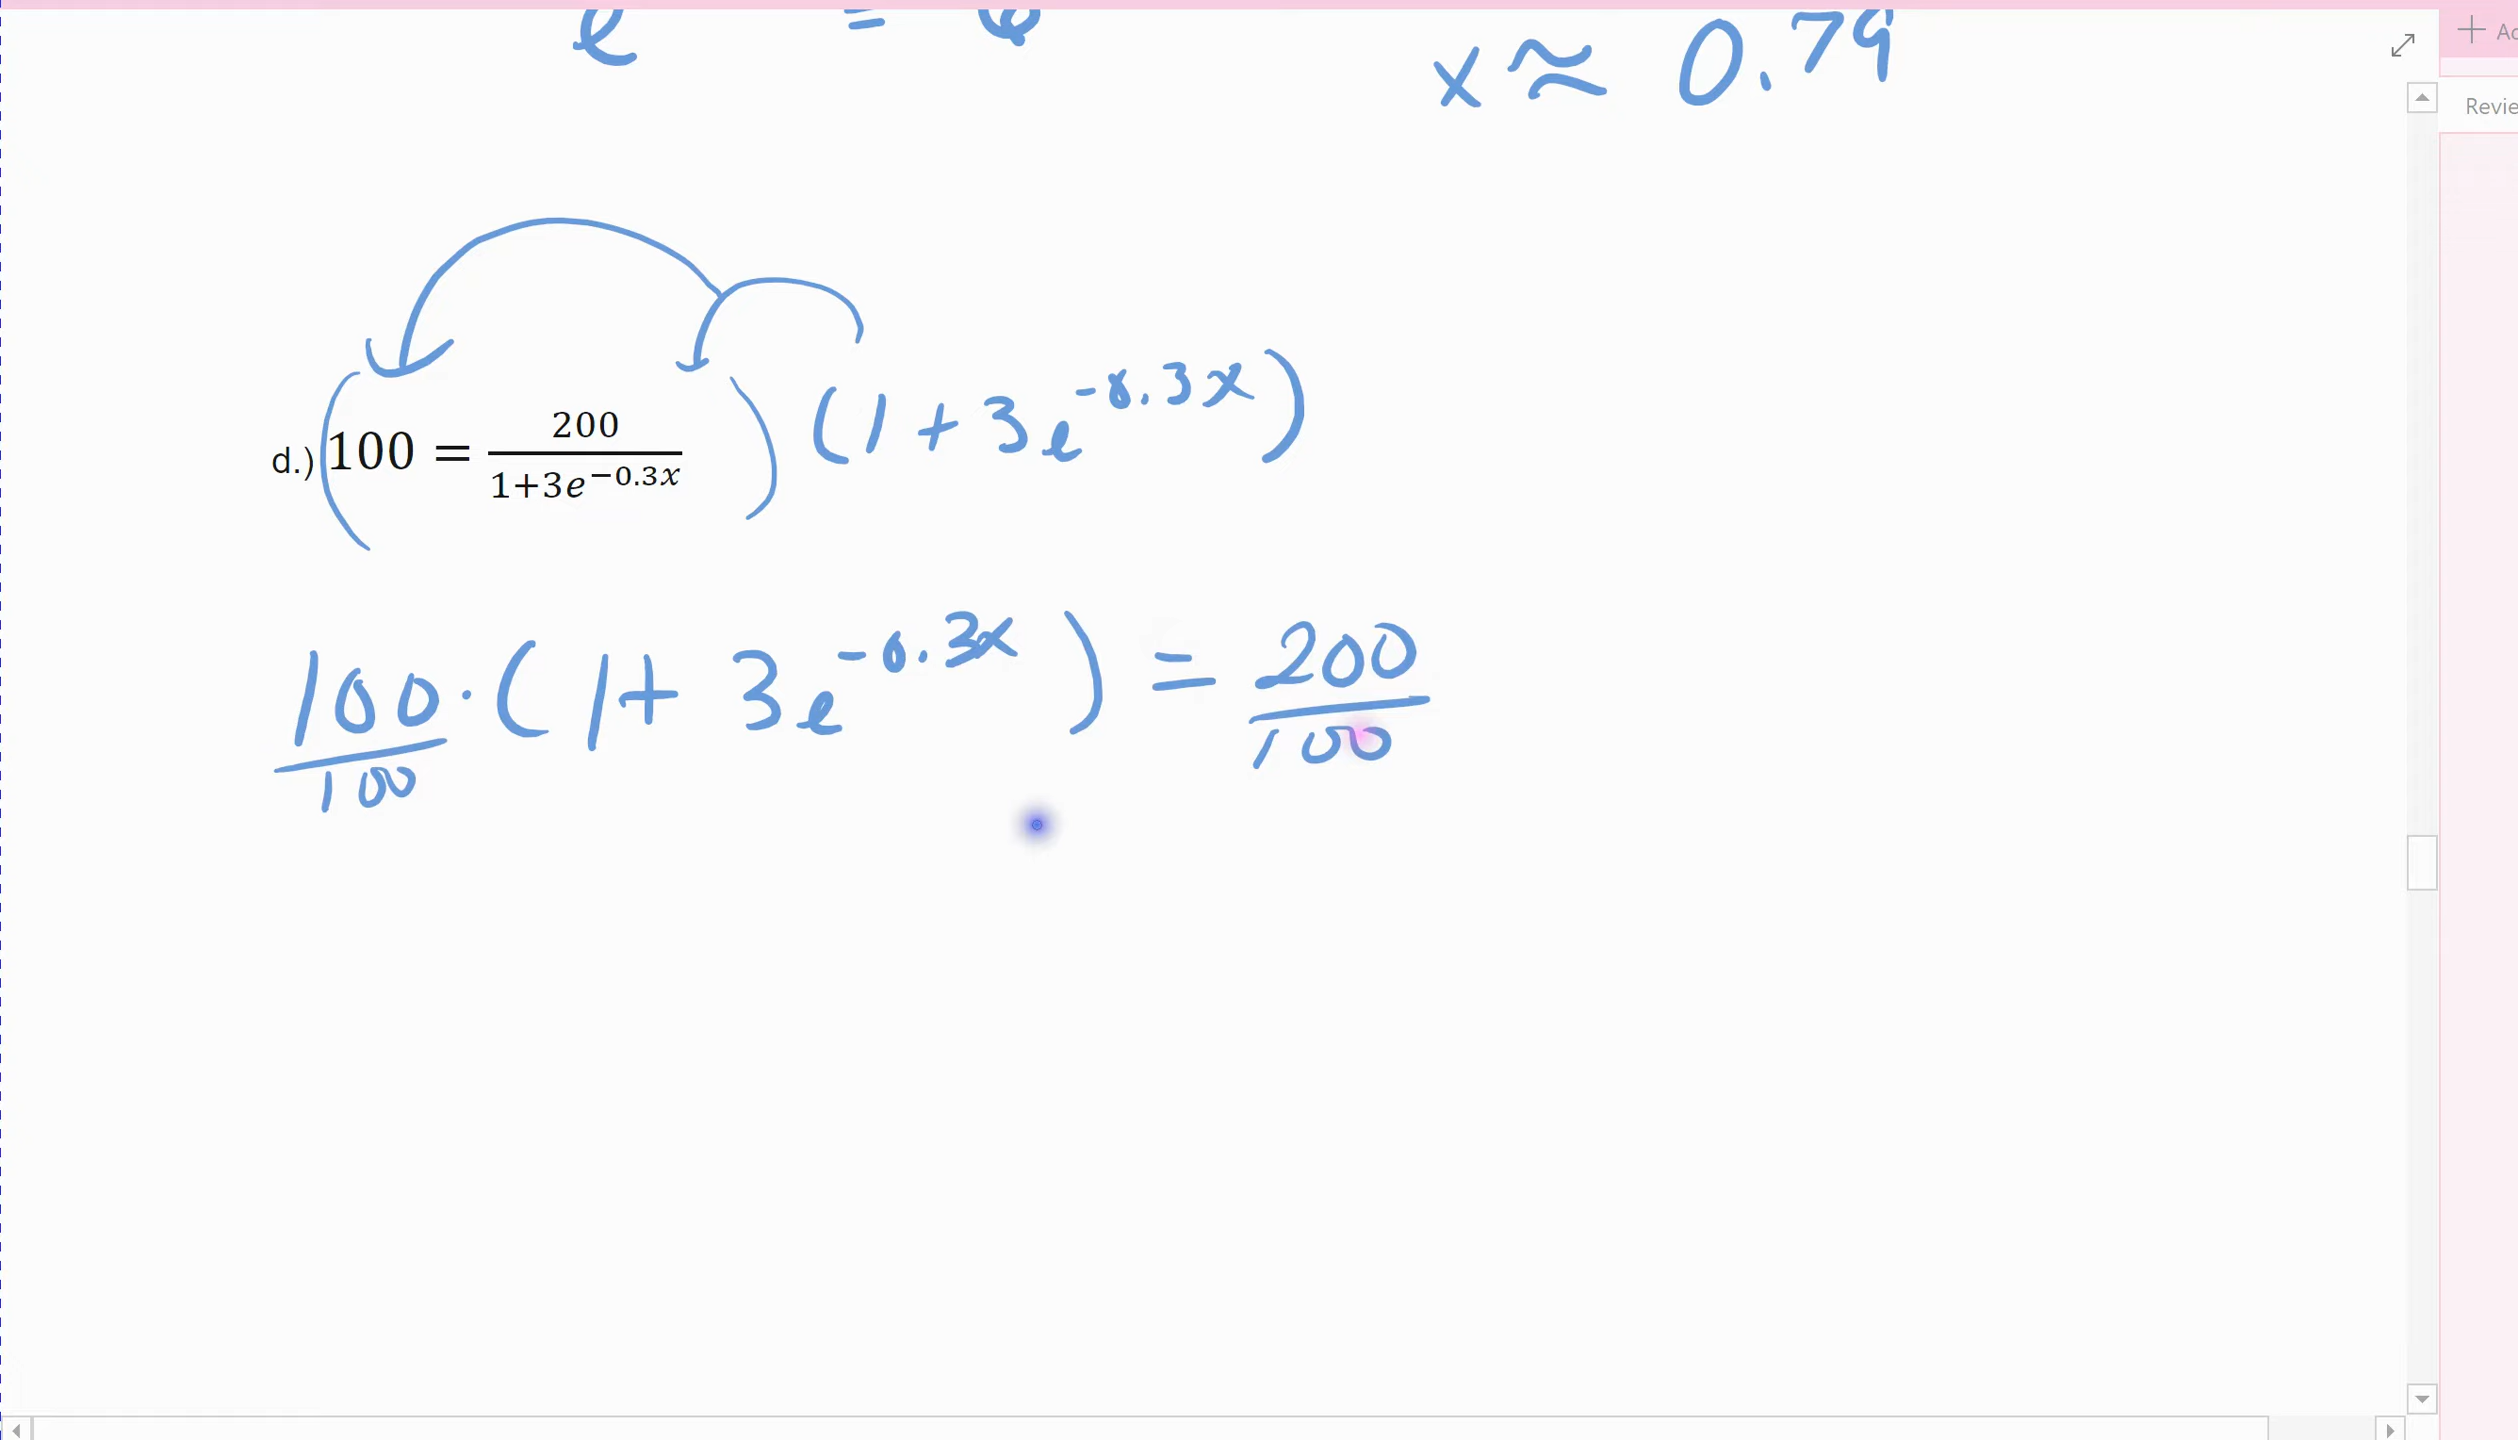 x ≈ 0.79
Revie
d.) (100 = 200/(1+3e^{-0.3x})) (1 + 3e^{-0.3x})
100/100 · (1 + 3e^{-0.3x}) = 200/100